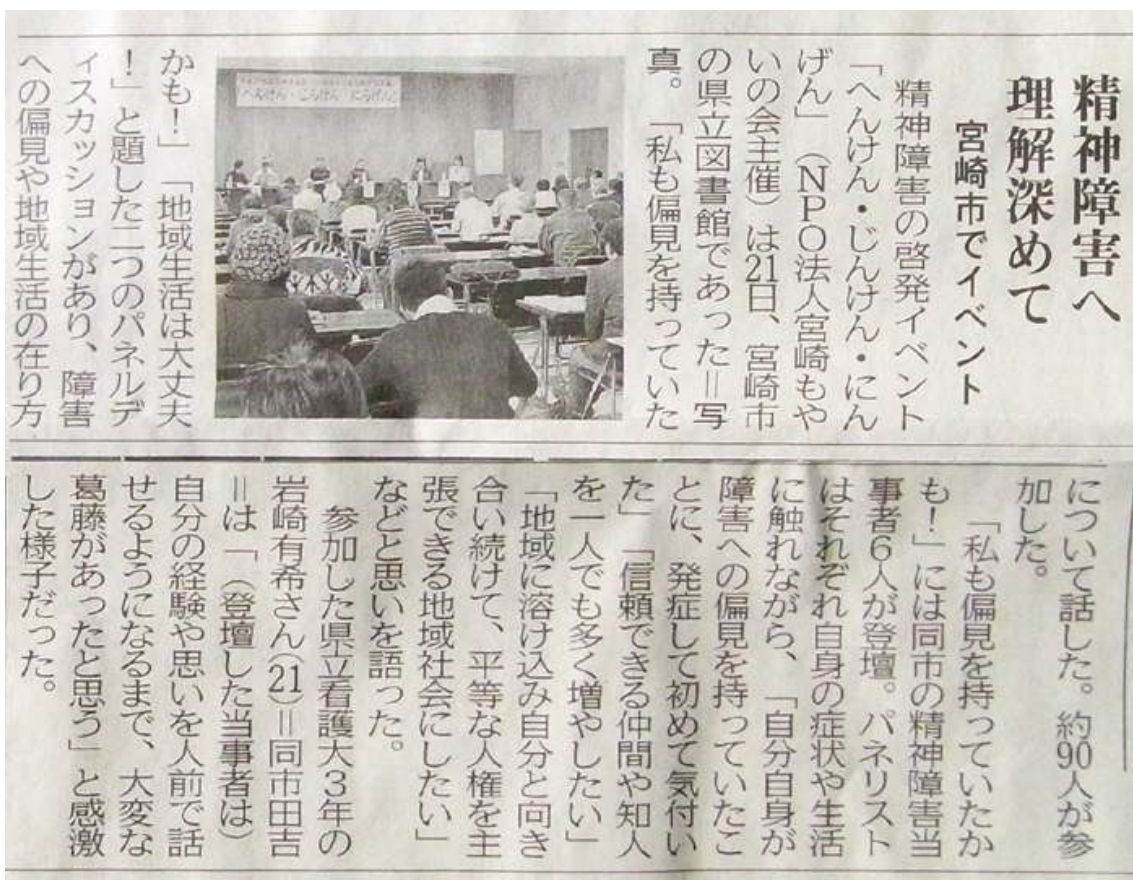 精神障害へ
理解深めて
宮崎市でイベント
精神障害の啓発イベント
「へんけん・じんけん・にん
げん」(NPO法人宮崎もや
いの会主催)は21日、宮崎市
の県立図書館であった=写
真。「私も偏見を持っていた
かも!」「地域生活は大丈夫
!」と題した二つのパネルデ
ィスカッションがあり、障害
への偏見や地域生活の在り方
について話した。約90人が参
加した。
「私も偏見を持っていたか
も!」には同市の精神障害当
事者6人が登壇。パネリスト
はそれぞれ自身の症状や生活
に触れながら、「自分自身が
障害への偏見を持っていたこ
とに、発症して初めて気付い
た」「信頼できる仲間や知人
を一人でも多く増やしたい」
「地域に溶け込み自分と向き
合い続けて、平等な人権を主
張できる地域社会にしたい」
などと思いを語った。
参加した県立看護大3年の
岩崎有希さん(21)=同市田吉
=は「(登壇した当事者は)
自分の経験や思いを人前で話
せるようになるまで、大変な
葛藤があったと思う」と感激
した様子だった。